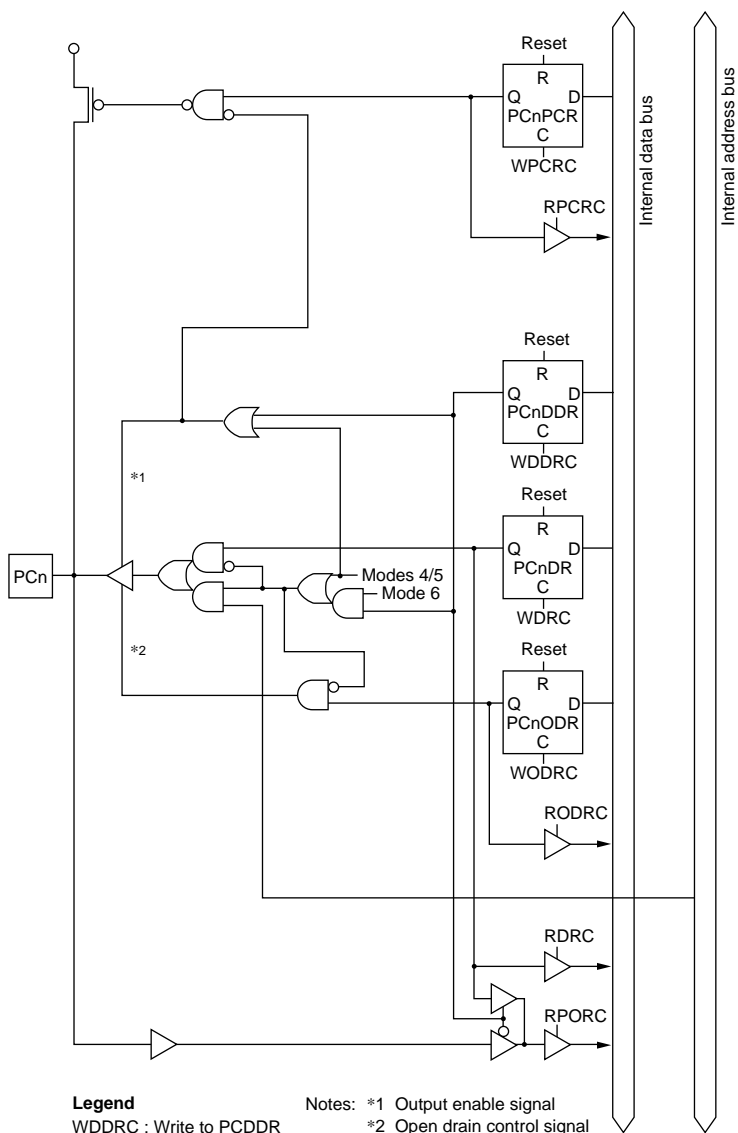 Reset
R
Q D
PCnPCR
C
WPCRC
RPCRC
Internal data bus
Internal address bus
Reset
R
Q D
PCnDDR
C
WDDRC
*1
Reset
R
Q D
PCnDR
C
WDRC
PCn
Modes 4/5
Mode 6
*2
Reset
R
Q D
PCnODR
C
WODRC
RODRC
RDRC
RPORC
Legend
WDDRC : Write to PCDDR
Notes: *1 Output enable signal
*2 Open drain control signal